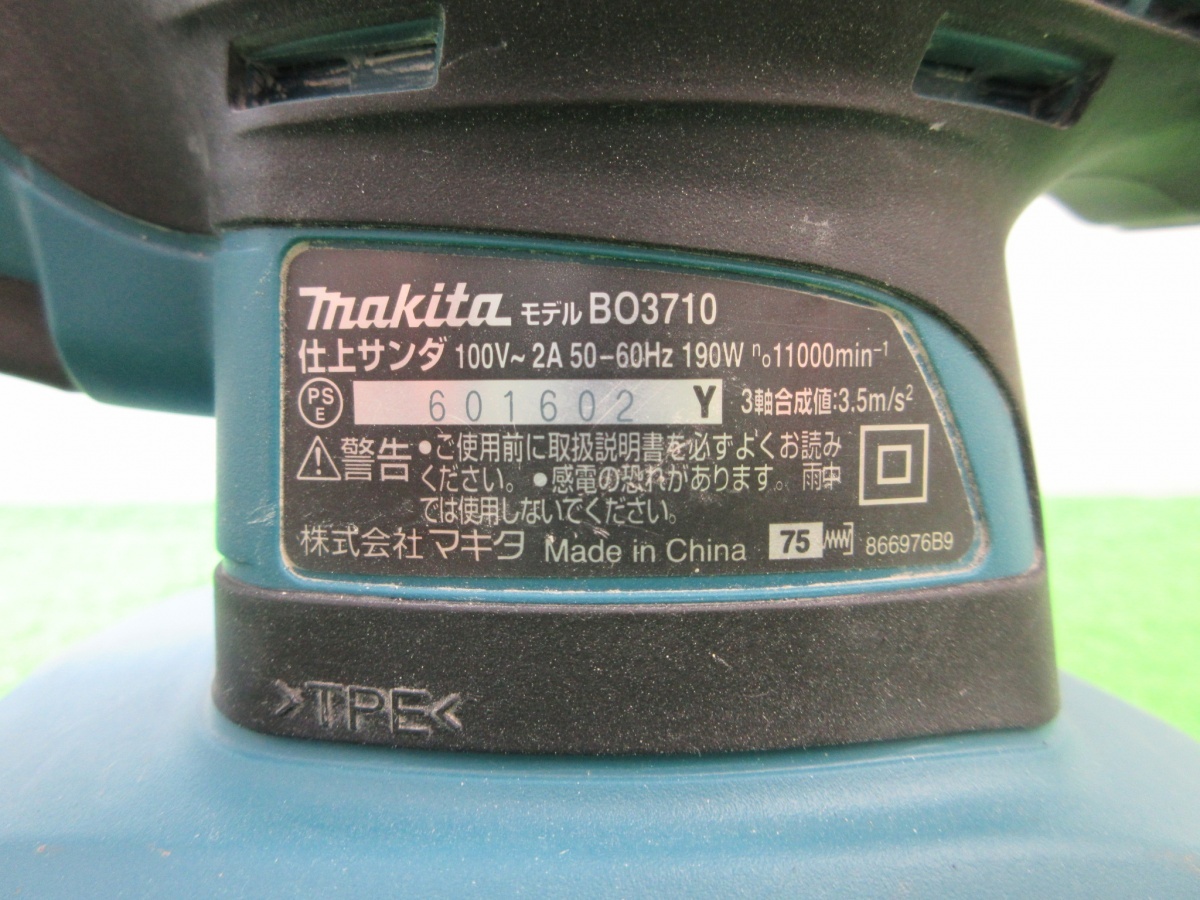 makita モデル BO3710
仕上サンダ 100V~ 2A 50-60Hz 190W n₀11000min⁻¹
PS E 601602 Y 3軸合成値:3.5m/s²
警告 •ご使用前に取扱説明書を必ずよくお読み
ください。 •感電の恐れがあります。雨中
では使用しないでください。
株式会社マキタ Made in China 75 866976B9
>TPE<